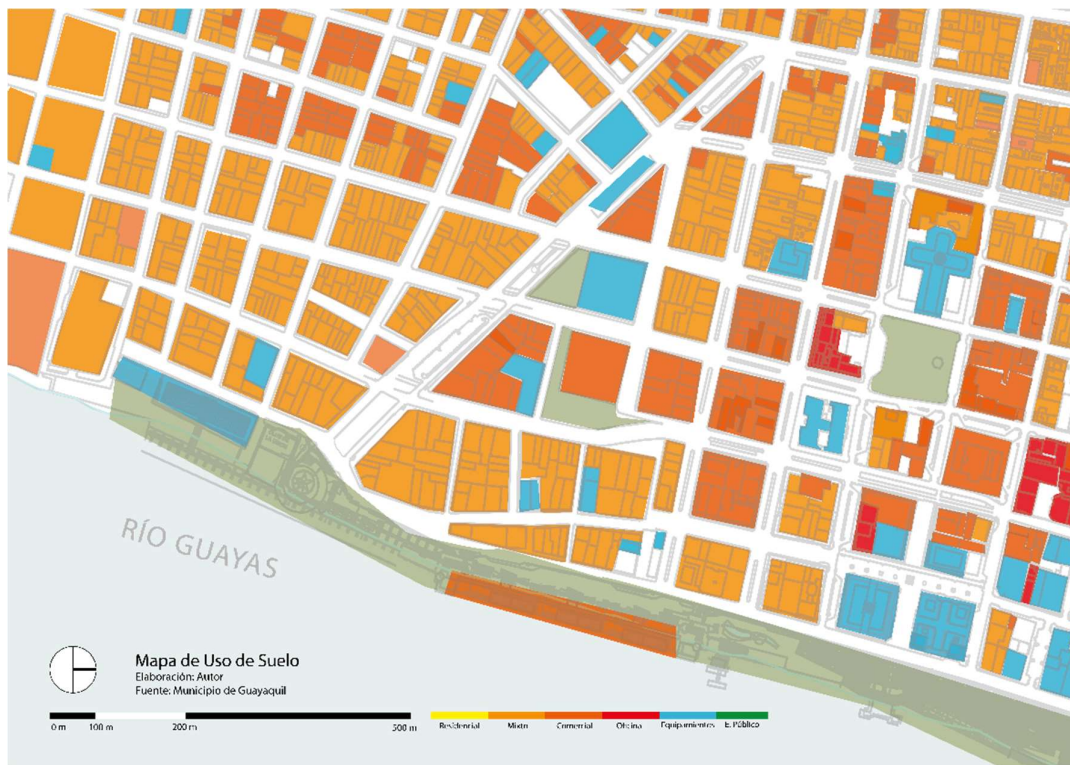 RÍO GUAYAS
Mapa de Uso de Suelo
Elaboración: Autor
Fuente: Municipio de Guayaquil
0 m 100 m 200 m 500 m
Residencial Mixto Comercial Oficina Equipamientos E. Público